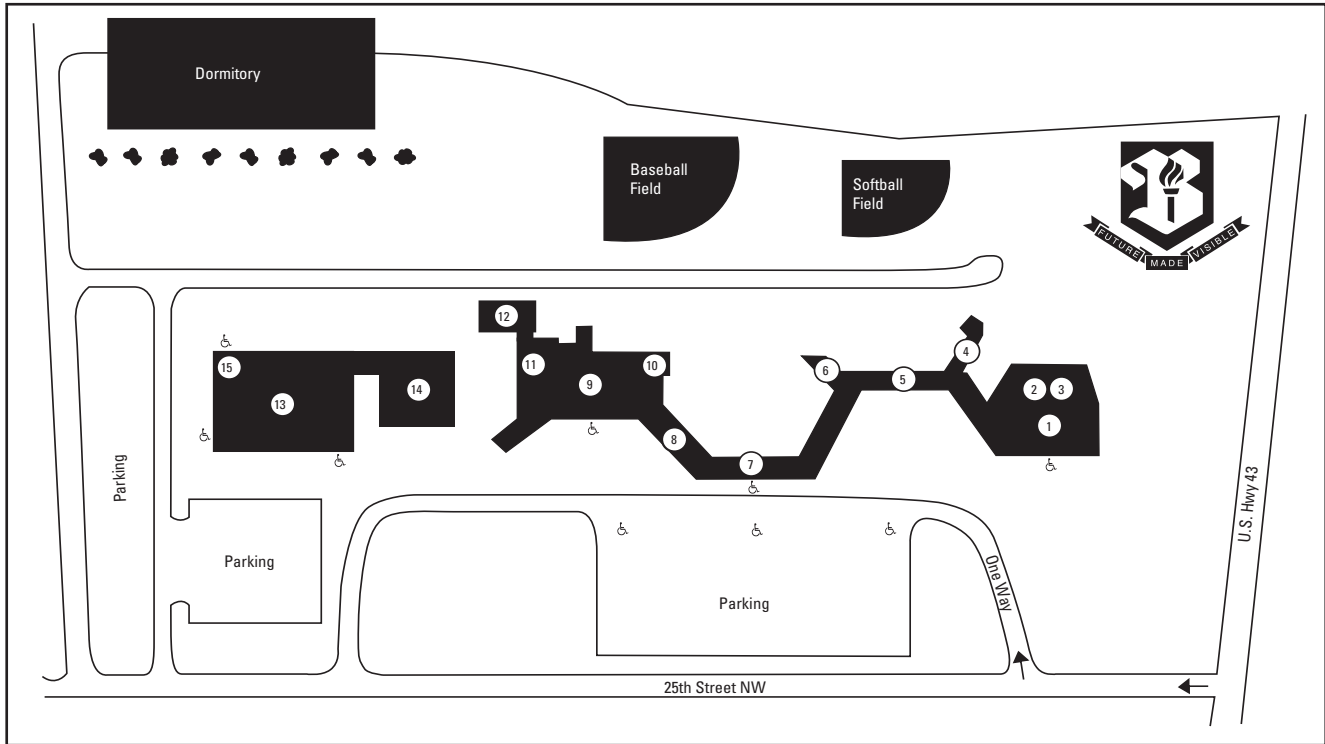 Dormitory
Baseball
Field
Softball
Field
B
FUTURE
MADE
VISIBLE
12
15
11
10
6
4
14
9
5
2
3
13
1
8
7
Parking
U.S. Hwy 43
Parking
One Way
Parking
25th Street NW